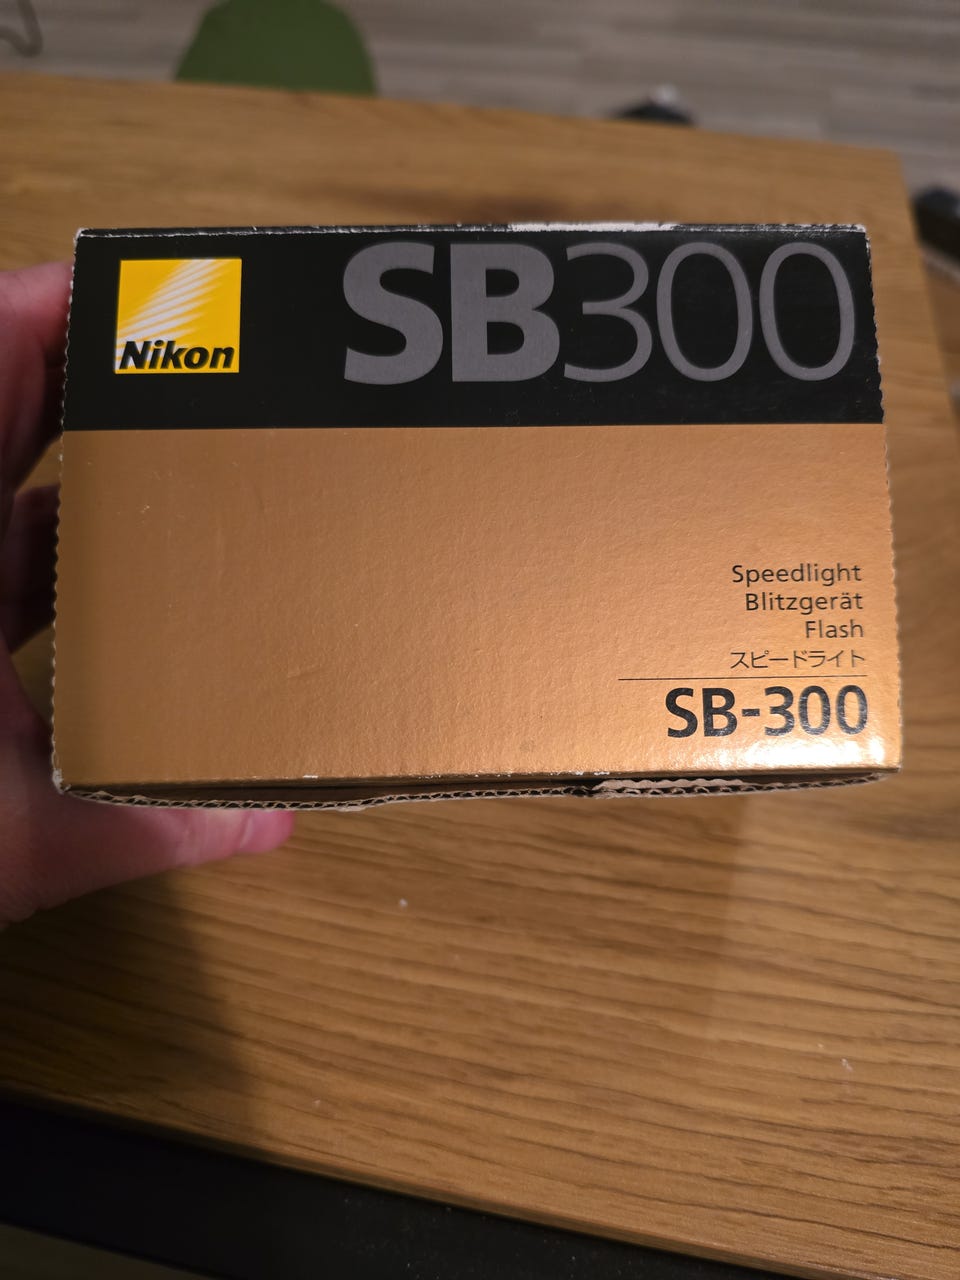 Nikon
SB300
Speedlight
Blitzgerät
Flash
スピードライト
SB-300